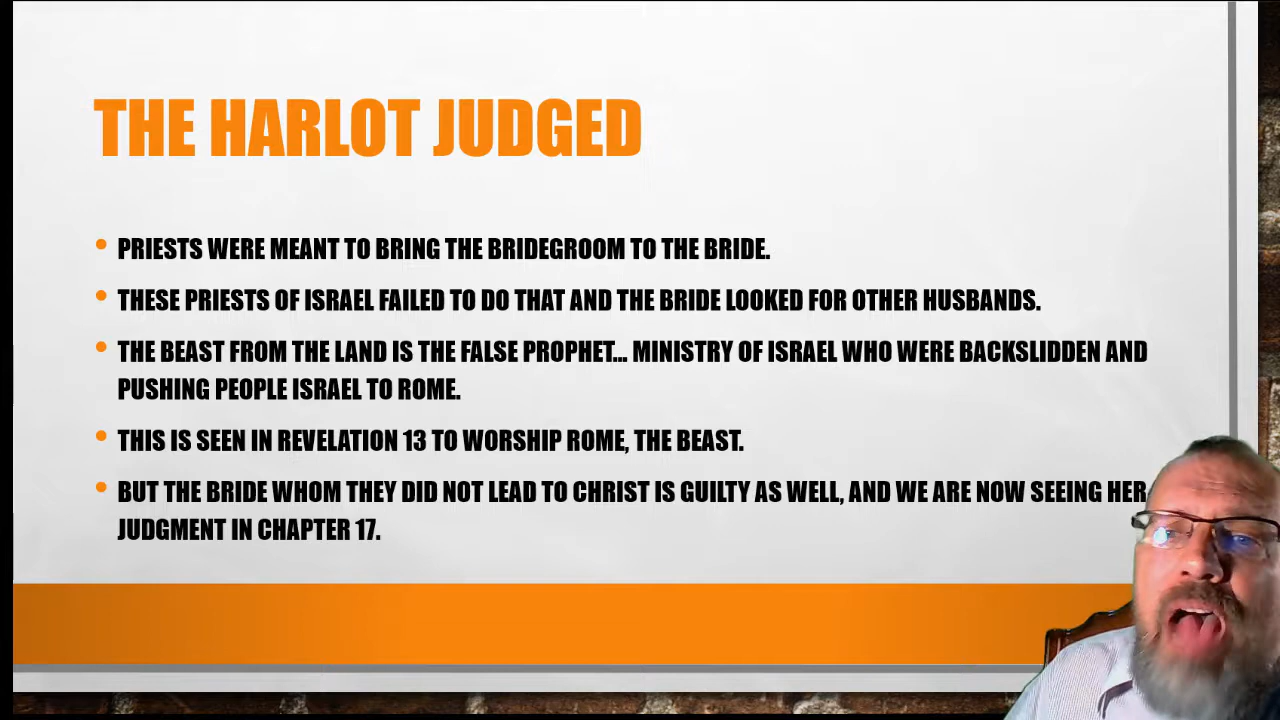 THE HARLOT JUDGED
• PRIESTS WERE MEANT TO BRING THE BRIDEGROOM TO THE BRIDE.
• THESE PRIESTS OF ISRAEL FAILED TO DO THAT AND THE BRIDE LOOKED FOR OTHER HUSBANDS.
• THE BEAST FROM THE LAND IS THE FALSE PROPHET... MINISTRY OF ISRAEL WHO WERE BACKSLIDDEN AND
PUSHING PEOPLE ISRAEL TO ROME.
• THIS IS SEEN IN REVELATION 13 TO WORSHIP ROME, THE BEAST.
• BUT THE BRIDE WHOM THEY DID NOT LEAD TO CHRIST IS GUILTY AS WELL, AND WE ARE NOW SEEING HER
JUDGMENT IN CHAPTER 17.